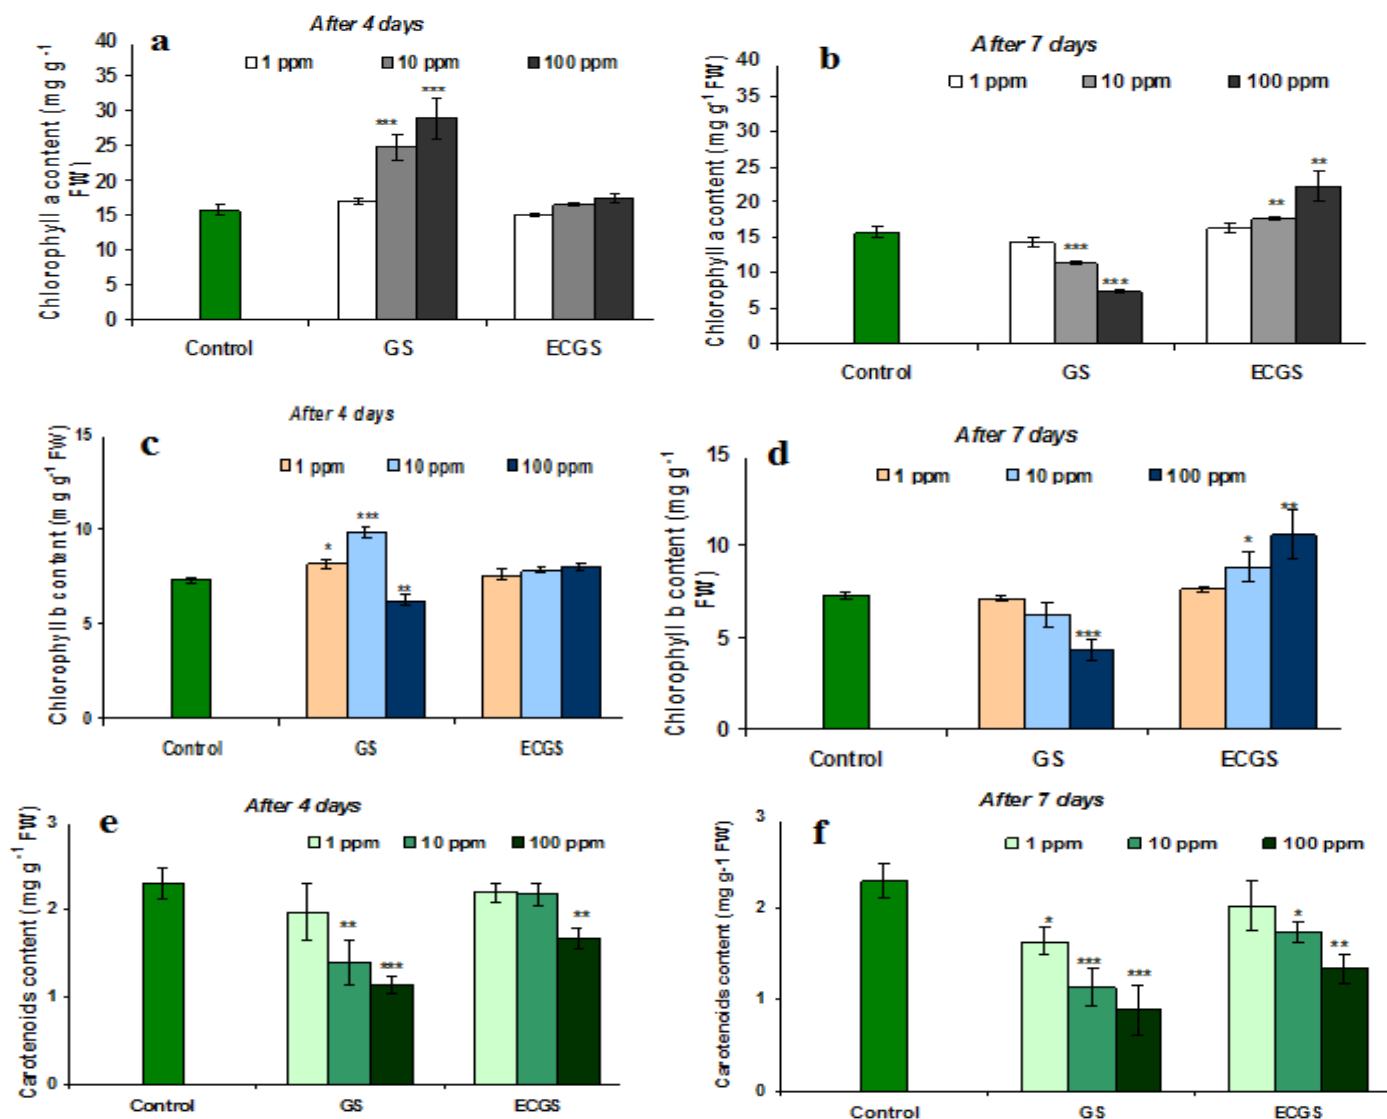 After 4 days
a
1 ppm 10 ppm 100 ppm
Chlorophyll a content (mg g-1 FW)
40
35
30
25
20
15
10
5
0
***
***
Control GS ECGS
After 7 days
b
1 ppm 10 ppm 100 ppm
Chlorophyll a content (mg g-1 FW)
40
35
30
25
20
15
10
5
0
***
***
**
**
Control GS ECGS
After 4 days
c
1 ppm 10 ppm 100 ppm
Chlorophyll b content (mg g-1 FW)
15
10
5
0
*
***
**
Control GS ECGS
After 7 days
d
1 ppm 10 ppm 100 ppm
Chlorophyll b content (mg g-1 FW)
15
10
5
0
***
*
**
Control GS ECGS
After 4 days
e
1 ppm 10 ppm 100 ppm
Carotenoids content (mg g-1 FW)
3
2
1
0
**
***
**
Control GS ECGS
After 7 days
f
1 ppm 10 ppm 100 ppm
Carotenoids content (mg g-1 FW)
3
2
1
0
*
***
***
*
**
Control GS ECGS